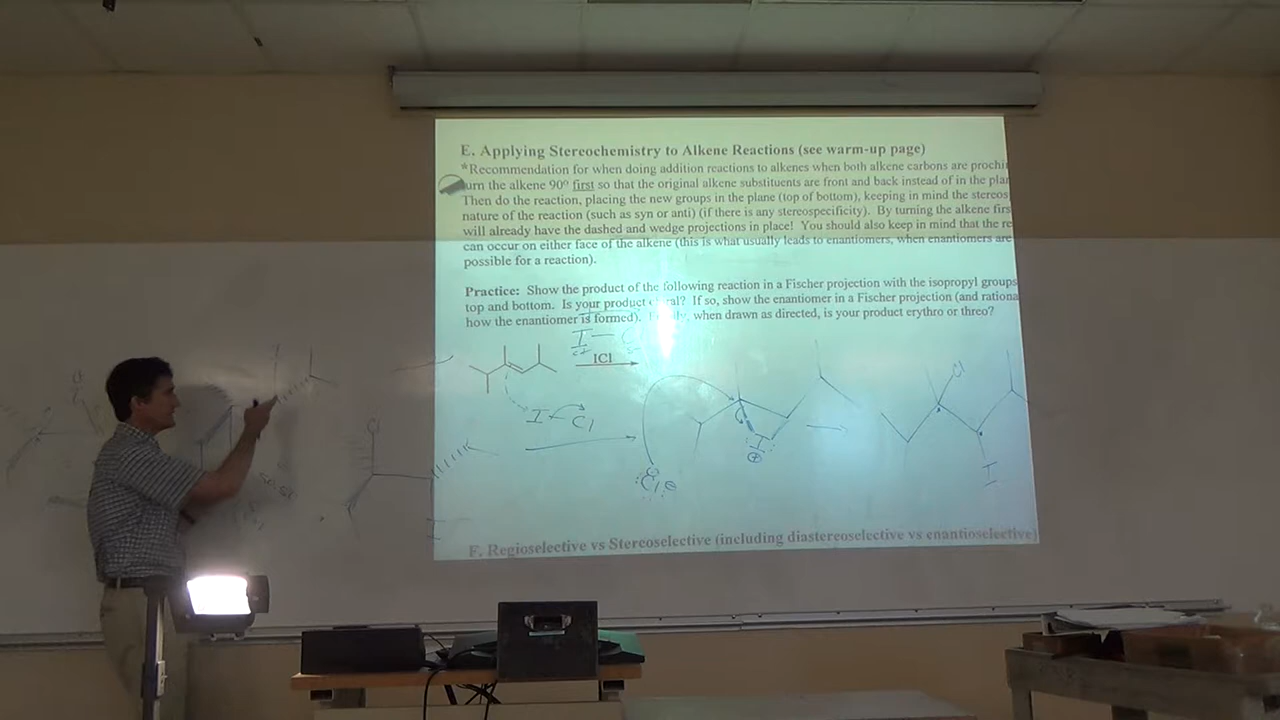 E. Applying Stereochemistry to Alkene Reactions (see warm-up page)
*Recommendation for when doing addition reactions to alkenes when both alkene carbons are prochi
urn the alkene 90° first so that the original alkene substituents are front and back instead of in the plan
Then do the reaction, placing the new groups in the plane (top of bottom), keeping in mind the stereos
nature of the reaction (such as syn or anti) (if there is any stereospecificity). By turning the alkene firs
will already have the dashed and wedge projections in place! You should also keep in mind that the re
can occur on either face of the alkene (this is what usually leads to enantiomers, when enantiomers are
possible for a reaction).
Practice: Show the product of the following reaction in a Fischer projection with the isopropyl groups
top and bottom. Is your product chiral? If so, show the enantiomer in a Fischer projection (and rationa
how the enantiomer is formed). when drawn as directed, is your product erythro or threo?
I — Cl
ICl
I Cl
Cl
I
Cl
I
Cl
I
F. Regioselective vs Stereoselective (including diastereoselective vs enantioselective)